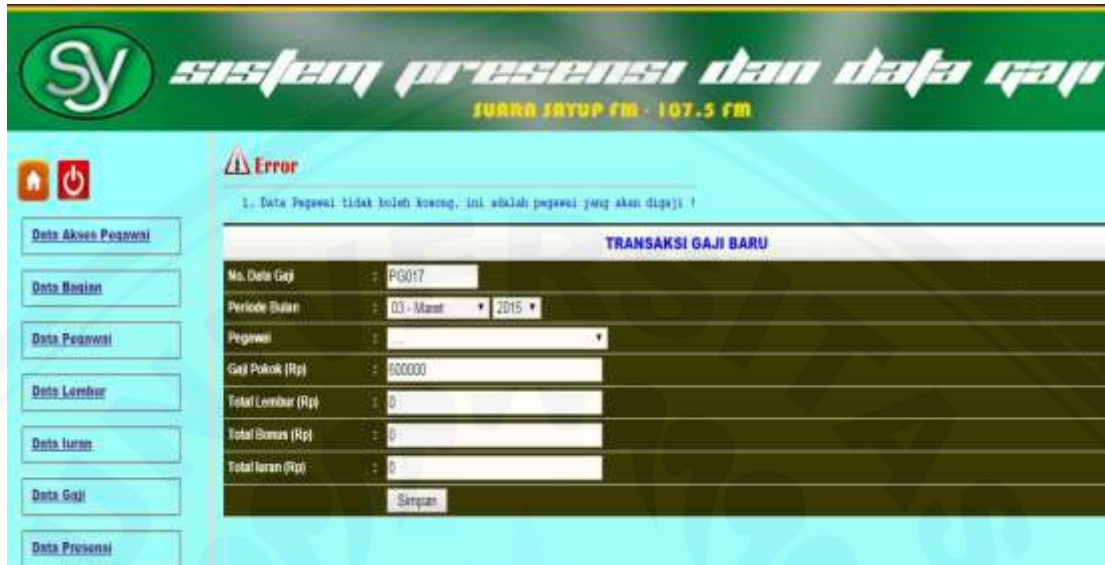 SY
sistem presensi dan data gaji
SUARA SAYUP FM - 107.5 FM
Error
1. Data Pegawai tidak boleh kosong, ini adalah pegawai yang akan digaji !
Data Akses Pegawai
Data Bagian
Data Pegawai
Data Lembur
Data Iuran
Data Gaji
Data Presensi
TRANSAKSI GAJI BARU
No. Data Gaji : PG017
Periode Bulan : 03 - Maret 2015
Pegawai : ....
Gaji Pokok (Rp) : 600000
Total Lembur (Rp) : 0
Total Bonus (Rp) : 0
Total Iuran (Rp) : 0
Simpan